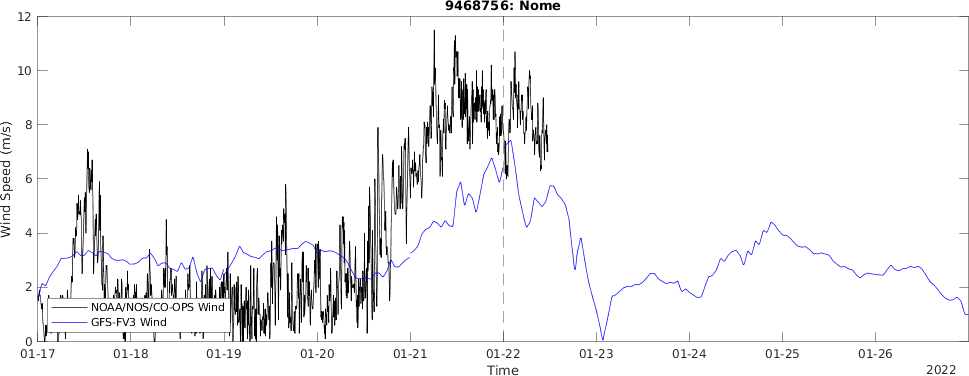 9468756: Nome
12
10
8
6
4
2
0
Wind Speed (m/s)
NOAA/NOS/CO-OPS Wind
GFS-FV3 Wind
01-17 01-18 01-19 01-20 01-21 01-22 01-23 01-24 01-25 01-26
Time
2022